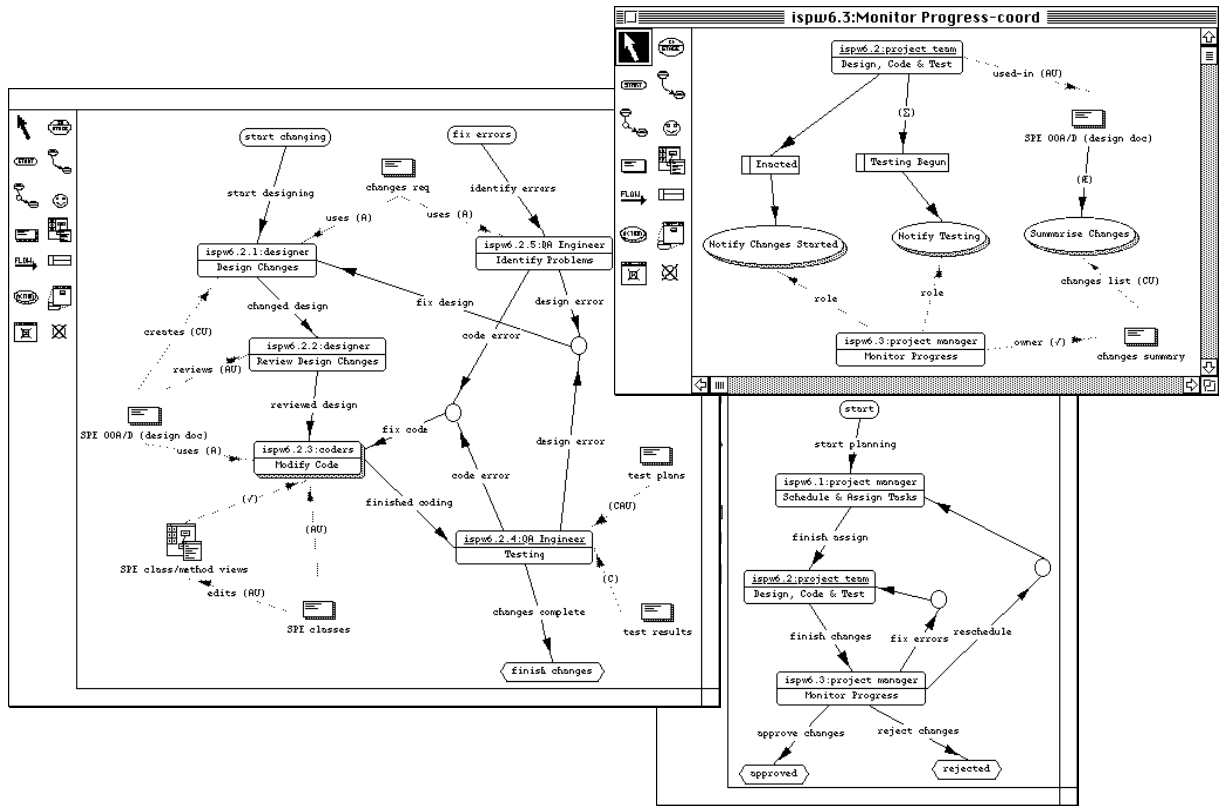 ispw6.3:Monitor Progress-coord
ispw6.2:project team
Design, Code & Test
used-in (AU)
(Σ)
SPE OOA/D (design doc)
Enacted
Testing Begun
(Æ)
Notify Changes Started
Notify Testing
Summarise Changes
changes list (CU)
role
role
ispw6.3:project manager
Monitor Progress
owner (√)
changes summary
START
FLOW
start changing
fix errors
start designing
changes req
identify errors
uses (A)
uses (A)
ispw6.2.1:designer
Design Changes
ispw6.2.5:QA Engineer
Identify Problems
changed design
fix design
design error
creates (CU)
code error
ispw6.2.2:designer
Review Design Changes
reviews (AU)
reviewed design
SPE OOA/D (design doc)
fix code
uses (A)
design error
ispw6.2.3:coders
Modify Code
code error
test plans
(√)
finished coding
(CAU)
(AU)
ispw6.2.4:QA Engineer
Testing
SPE class/method views
(C)
edits (AU)
changes complete
SPE classes
test results
finish changes
START
FLOW
ACTION
start
start planning
ispw6.1:project manager
Schedule & Assign Tasks
finish assign
ispw6.2:project team
Design, Code & Test
finish changes
fix errors
reschedule
ispw6.3:project manager
Monitor Progress
approve changes
reject changes
approved
rejected